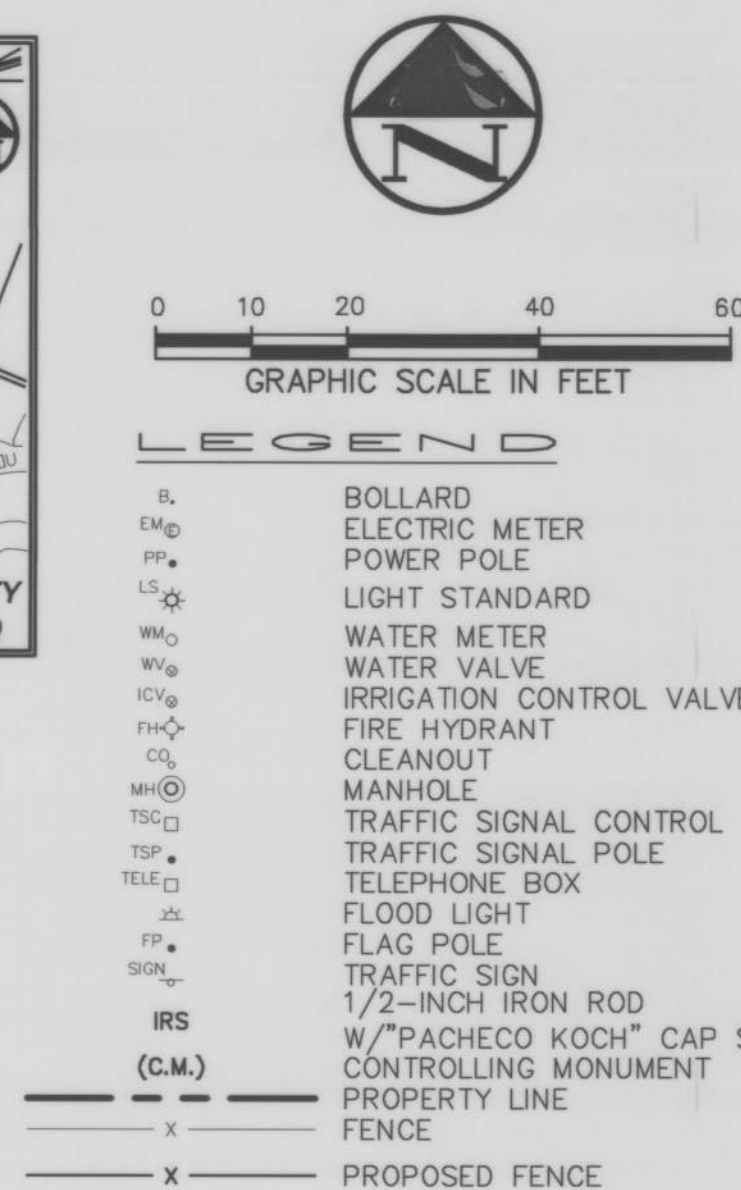 N
0 10 20 40 60
GRAPHIC SCALE IN FEET
LEGEND
B. BOLLARD
EM E ELECTRIC METER
PP POWER POLE
LS LIGHT STANDARD
WM WATER METER
WV WATER VALVE
ICV IRRIGATION CONTROL VALVE
FH FIRE HYDRANT
CO CLEANOUT
MH MANHOLE
TSC TRAFFIC SIGNAL CONTROL
TSP TRAFFIC SIGNAL POLE
TELE TELEPHONE BOX
FLOOD LIGHT
FP FLAG POLE
SIGN TRAFFIC SIGN
1/2-INCH IRON ROD
IRS W/"PACHECO KOCH" CAP
(C.M.) CONTROLLING MONUMENT
PROPERTY LINE
X FENCE
X PROPOSED FENCE